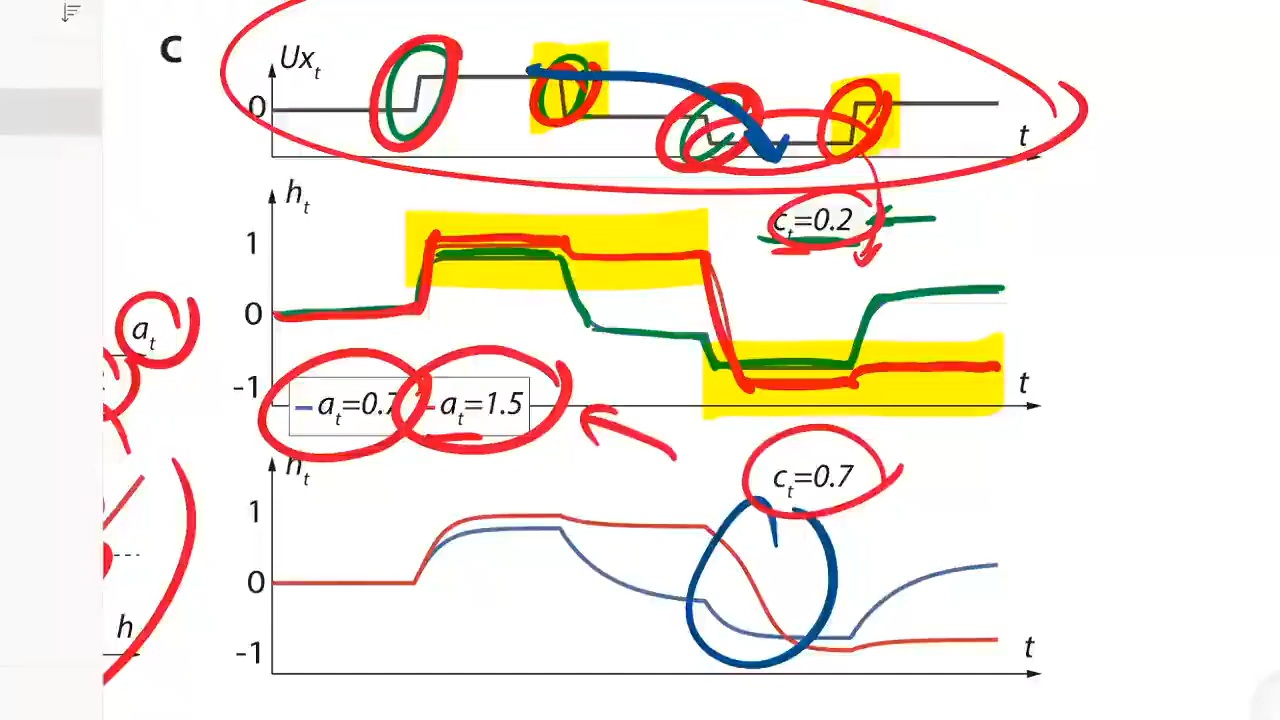 C
Ux_t
0
t
h_t
1
c_t=0.2
a_t
0
-1
t
a_t=0.7 a_t=1.5
h_t
c_t=0.7
1
0
h
-1
t